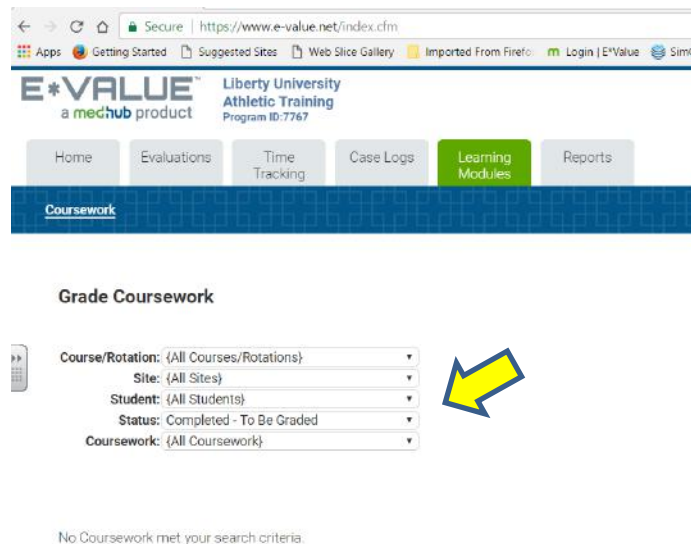 Secure | https://www.e-value.net/index.cfm
Apps Getting Started Suggested Sites Web Slice Gallery Imported From Firefo Login | E*Value Sim
E*VALUE™ Liberty University
a medhub product Athletic Training
Program ID:7767
Home Evaluations Time Tracking Case Logs Learning Modules Reports
Coursework
Grade Coursework
Course/Rotation: {All Courses/Rotations}
Site: {All Sites}
Student: {All Students}
Status: Completed - To Be Graded
Coursework: {All Coursework}
No Coursework met your search criteria.